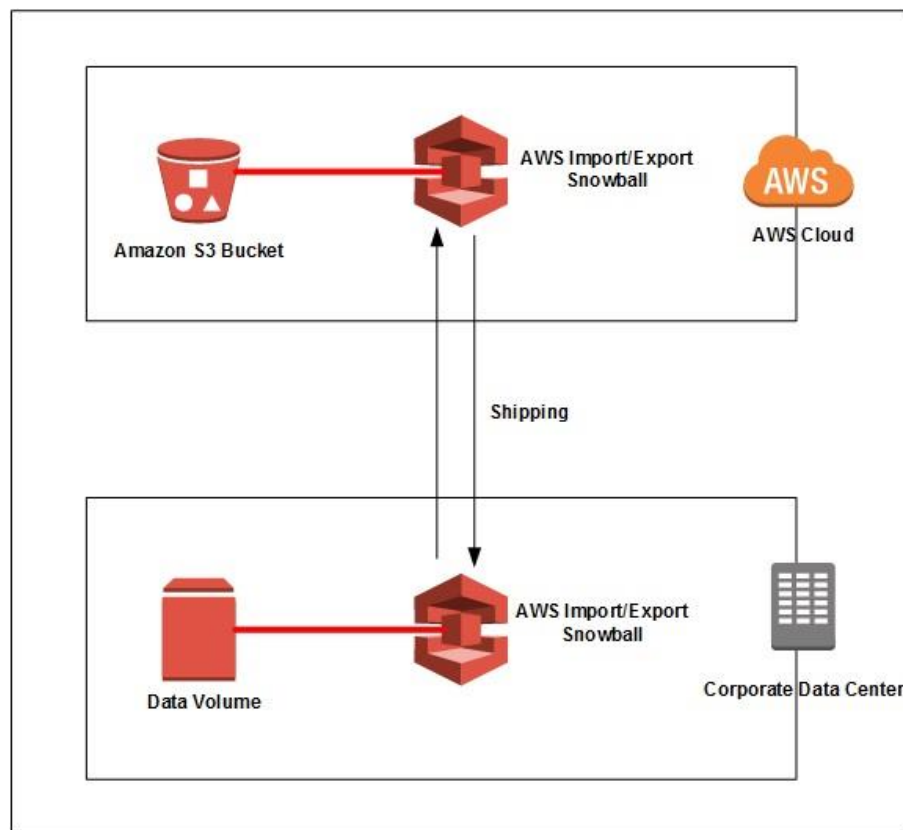 AWS Import/Export
Snowball
AWS
Amazon S3 Bucket
AWS Cloud
Shipping
AWS Import/Export
Snowball
Data Volume
Corporate Data Center